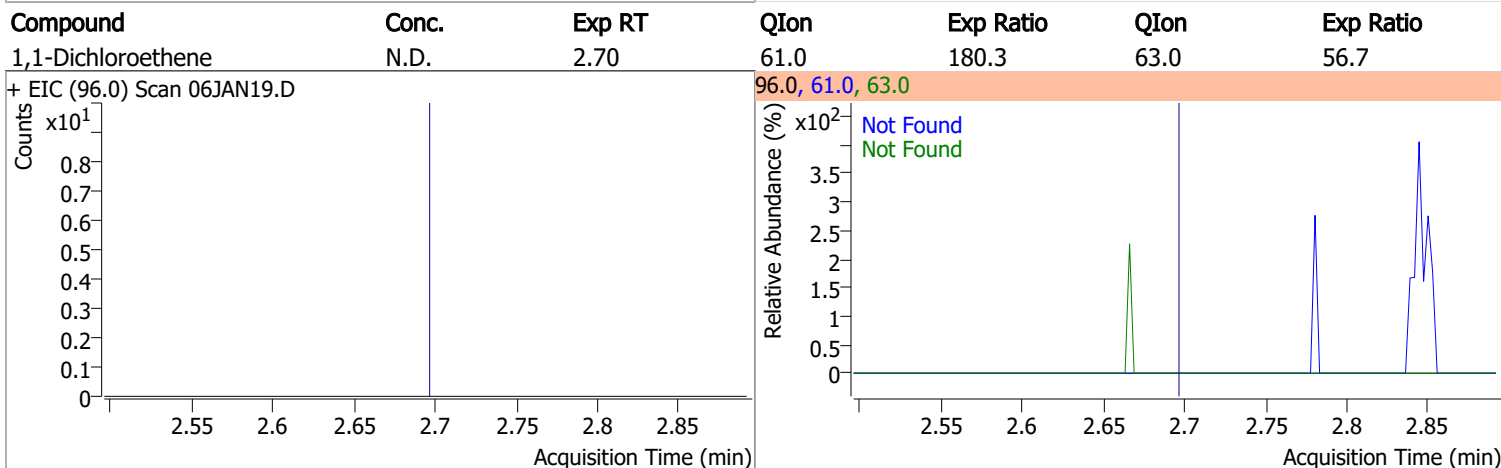 Compound Conc. Exp RT QIon Exp Ratio QIon Exp Ratio
1,1-Dichloroethene N.D. 2.70 61.0 180.3 63.0 56.7
+ EIC (96.0) Scan 06JAN19.D
Counts
x10¹
0.8
0.7
0.6
0.5
0.4
0.3
0.2
0.1
0
2.55 2.6 2.65 2.7 2.75 2.8 2.85
Acquisition Time (min)
96.0, 61.0, 63.0
Relative Abundance (%)
x10²
Not Found
Not Found
3.5
3
2.5
2
1.5
1
0.5
0
2.55 2.6 2.65 2.7 2.75 2.8 2.85
Acquisition Time (min)